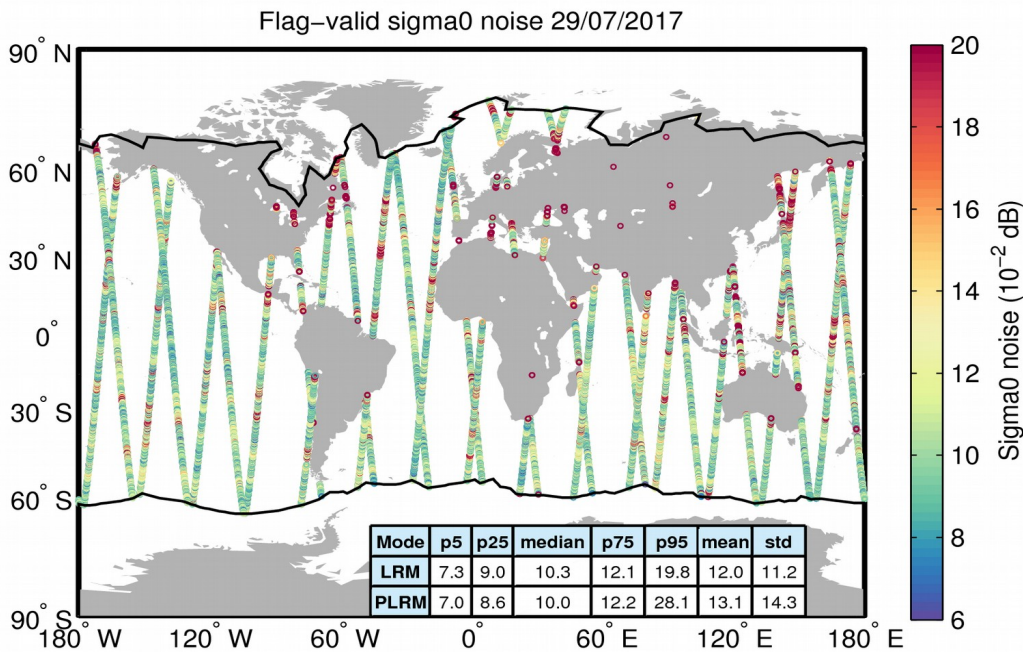 Flag−valid sigma0 noise 29/07/2017
90° N
60° N
30° N
0°
30° S
60° S
90° S
180° W
120° W
60° W
0°
60° E
120° E
180° E
20
18
16
14
12
10
8
6
Sigma0 noise (10⁻² dB)
Mode p5 p25 median p75 p95 mean std
LRM 7.3 9.0 10.3 12.1 19.8 12.0 11.2
PLRM 7.0 8.6 10.0 12.2 28.1 13.1 14.3